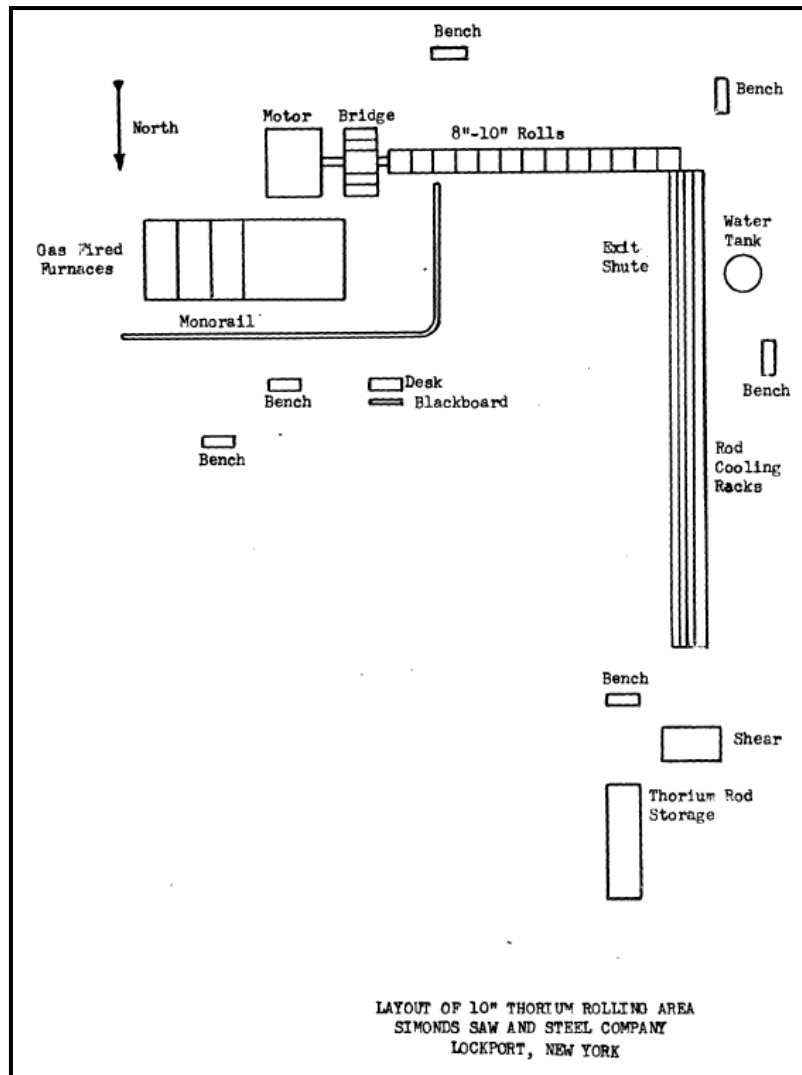 Bench
Bench
Motor
Bridge
8"-10" Rolls
North
Water
Tank
Gas Fired
Furnaces
Exit
Shute
Monorail
Bench
Desk
Blackboard
Bench
Bench
Rod
Cooling
Racks
Bench
Shear
Thorium Rod
Storage
LAYOUT OF 10" THORIUM ROLLING AREA
SIMONDS SAW AND STEEL COMPANY
LOCKPORT, NEW YORK